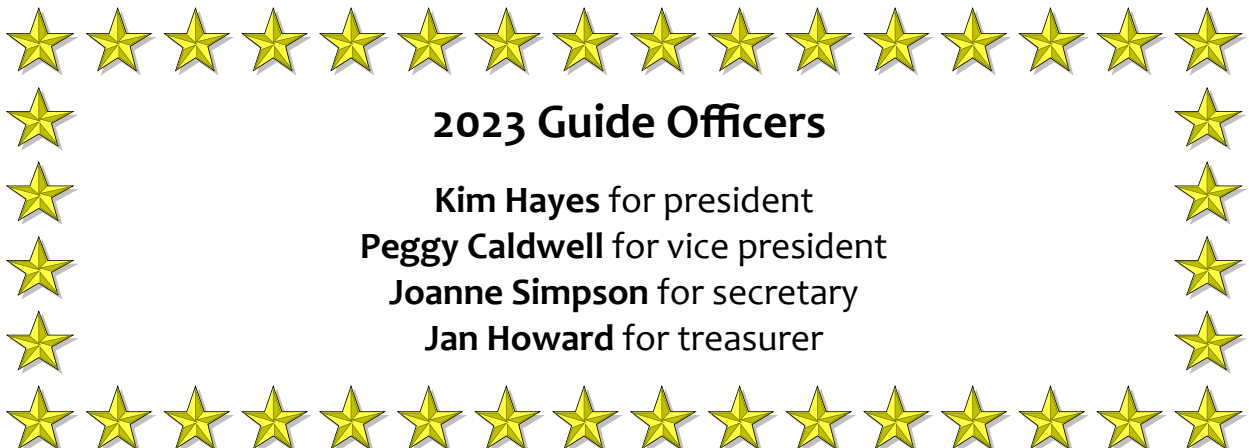 2023 Guide Officers
Kim Hayes for president
Peggy Caldwell for vice president
Joanne Simpson for secretary
Jan Howard for treasurer